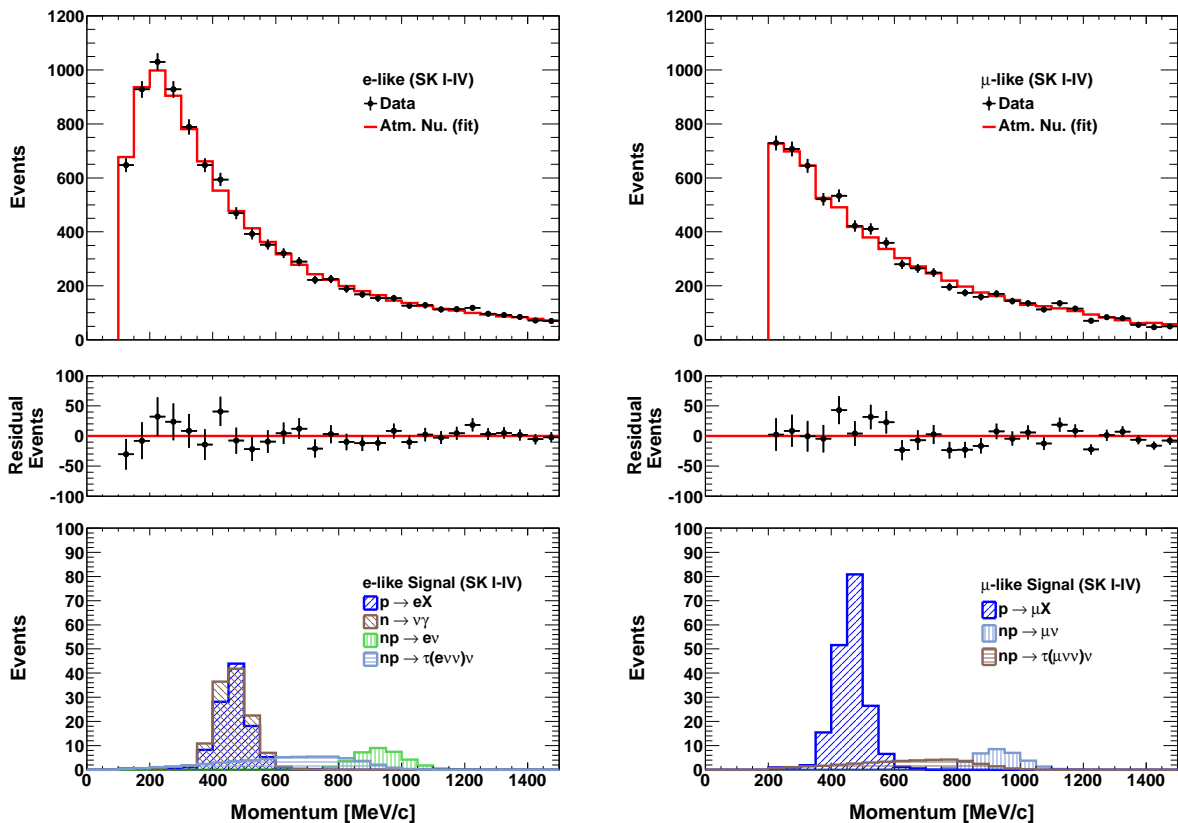 1200
1000
800
600
400
200
0
Events
e-like (SK I-IV)
Data
Atm. Nu. (fit)
100
50
0
-50
-100
Residual
Events
100
90
80
70
60
50
40
30
20
10
0
Events
e-like Signal (SK I-IV)
p → eX
n → νγ
np → eν
np → τ(eνν)ν
0 200 400 600 800 1000 1200 1400
Momentum [MeV/c]
1200
1000
800
600
400
200
0
Events
μ-like (SK I-IV)
Data
Atm. Nu. (fit)
100
50
0
-50
-100
Residual
Events
100
90
80
70
60
50
40
30
20
10
0
Events
μ-like Signal (SK I-IV)
p → μX
np → μν
np → τ(μνν)ν
0 200 400 600 800 1000 1200 1400
Momentum [MeV/c]